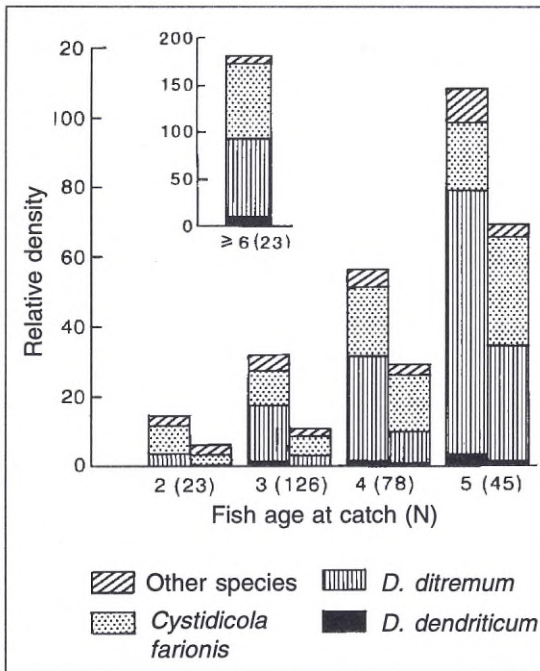 20
100
80
60
40
20
0
Relative density
200
150
100
50
0
≥ 6 (23)
2 (23) 3 (126) 4 (78) 5 (45)
Fish age at catch (N)
Other species
D. ditremum
Cystidicola
farionis
D. dendriticum